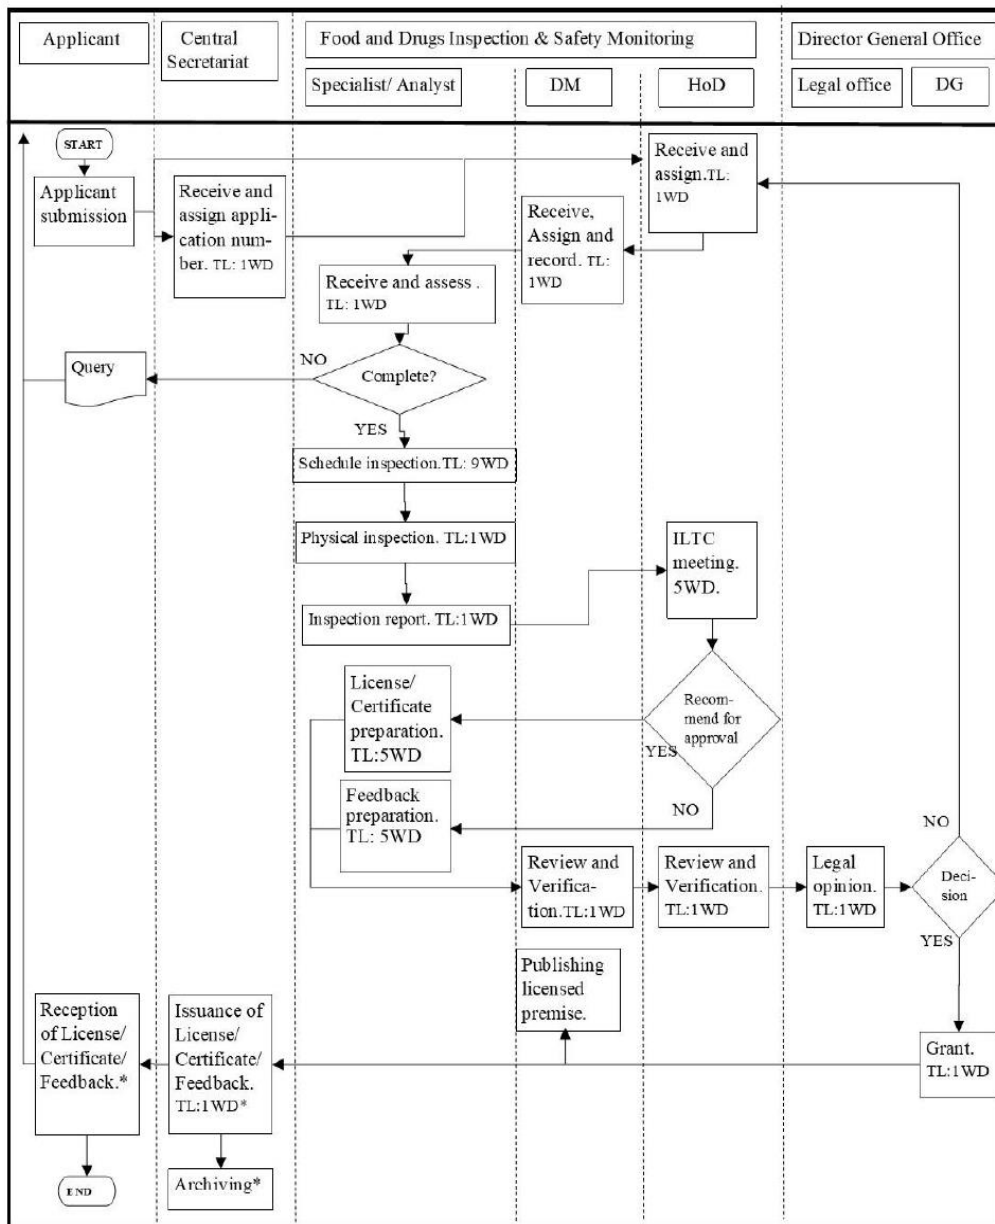 Applicant
Central
Secretariat
Food and Drugs Inspection & Safety Monitoring
Director General Office
Specialist/ Analyst
DM
HoD
Legal office
DG
START
Applicant
submission
Receive and
assign appli-
cation num-
ber. TL: 1WD
Receive and
assign.TL:
1WD
Receive,
Assign and
record. TL:
1WD
Receive and assess .
TL: 1WD
NO
Query
Complete?
YES
Schedule inspection.TL: 9WD
Physical inspection. TL:1WD
ILTC
meeting.
5WD.
Inspection report. TL:1WD
License/
Certificate
preparation.
TL:5WD
Recom-
mend for
approval
YES
Feedback
preparation.
TL: 5WD
NO
NO
Review and
Verifica-
tion.TL:1WD
Review and
Verification.
TL:1WD
Legal
opinion.
TL:1WD
Deci-
sion
YES
Publishing
licensed
premise.
Reception
of License/
Certificate/
Feedback.*
Issuance of
License/
Certificate/
Feedback.
TL:1WD*
Grant.
TL:1WD
END
Archiving*